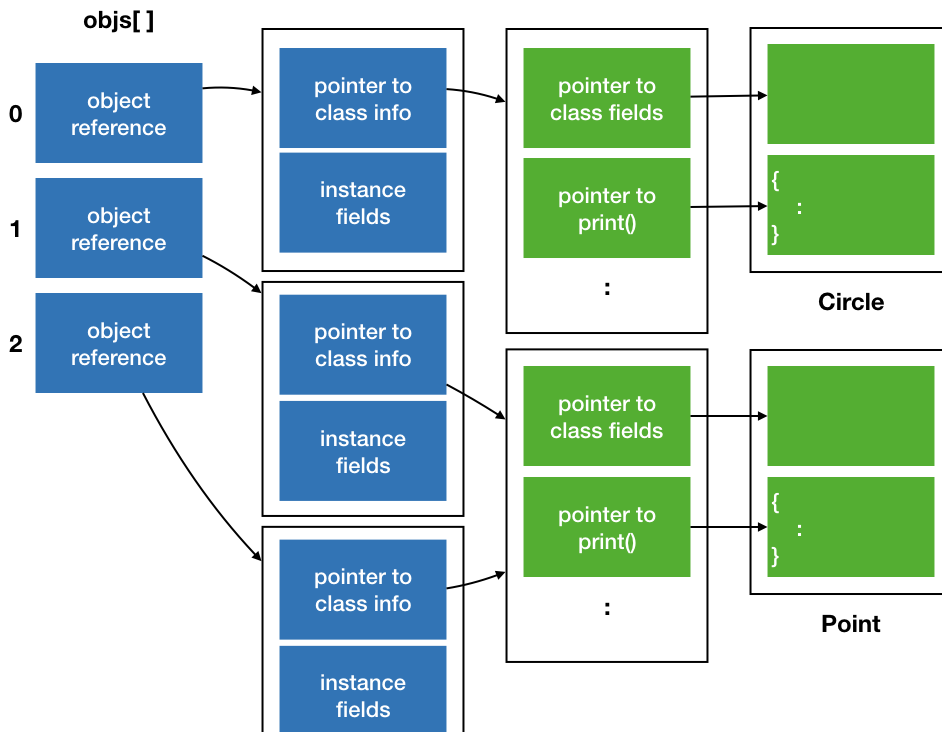 objs[ ]
0
object
reference
1
object
reference
2
object
reference
pointer to
class info
instance
fields
pointer to
class info
instance
fields
pointer to
class info
instance
fields
pointer to
class fields
pointer to
print()
:
pointer to
class fields
pointer to
print()
:
{
:
}
Circle
{
:
}
Point